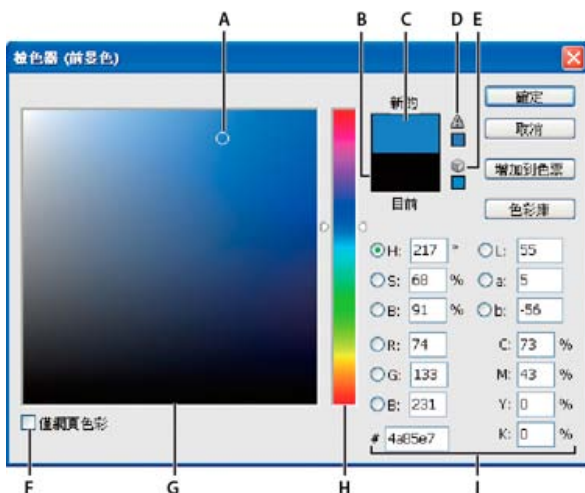 A
B
C
D
E
檢色器 (前景色)
新的
目前
確定
取消
增加到色票
色彩庫
H: 217 °
S: 68 %
B: 91 %
R: 74
G: 133
B: 231
# 4a85e7
L: 55
a: 5
b: -56
C: 73 %
M: 43 %
Y: 0 %
K: 0 %
僅網頁色彩
F
G
H
I